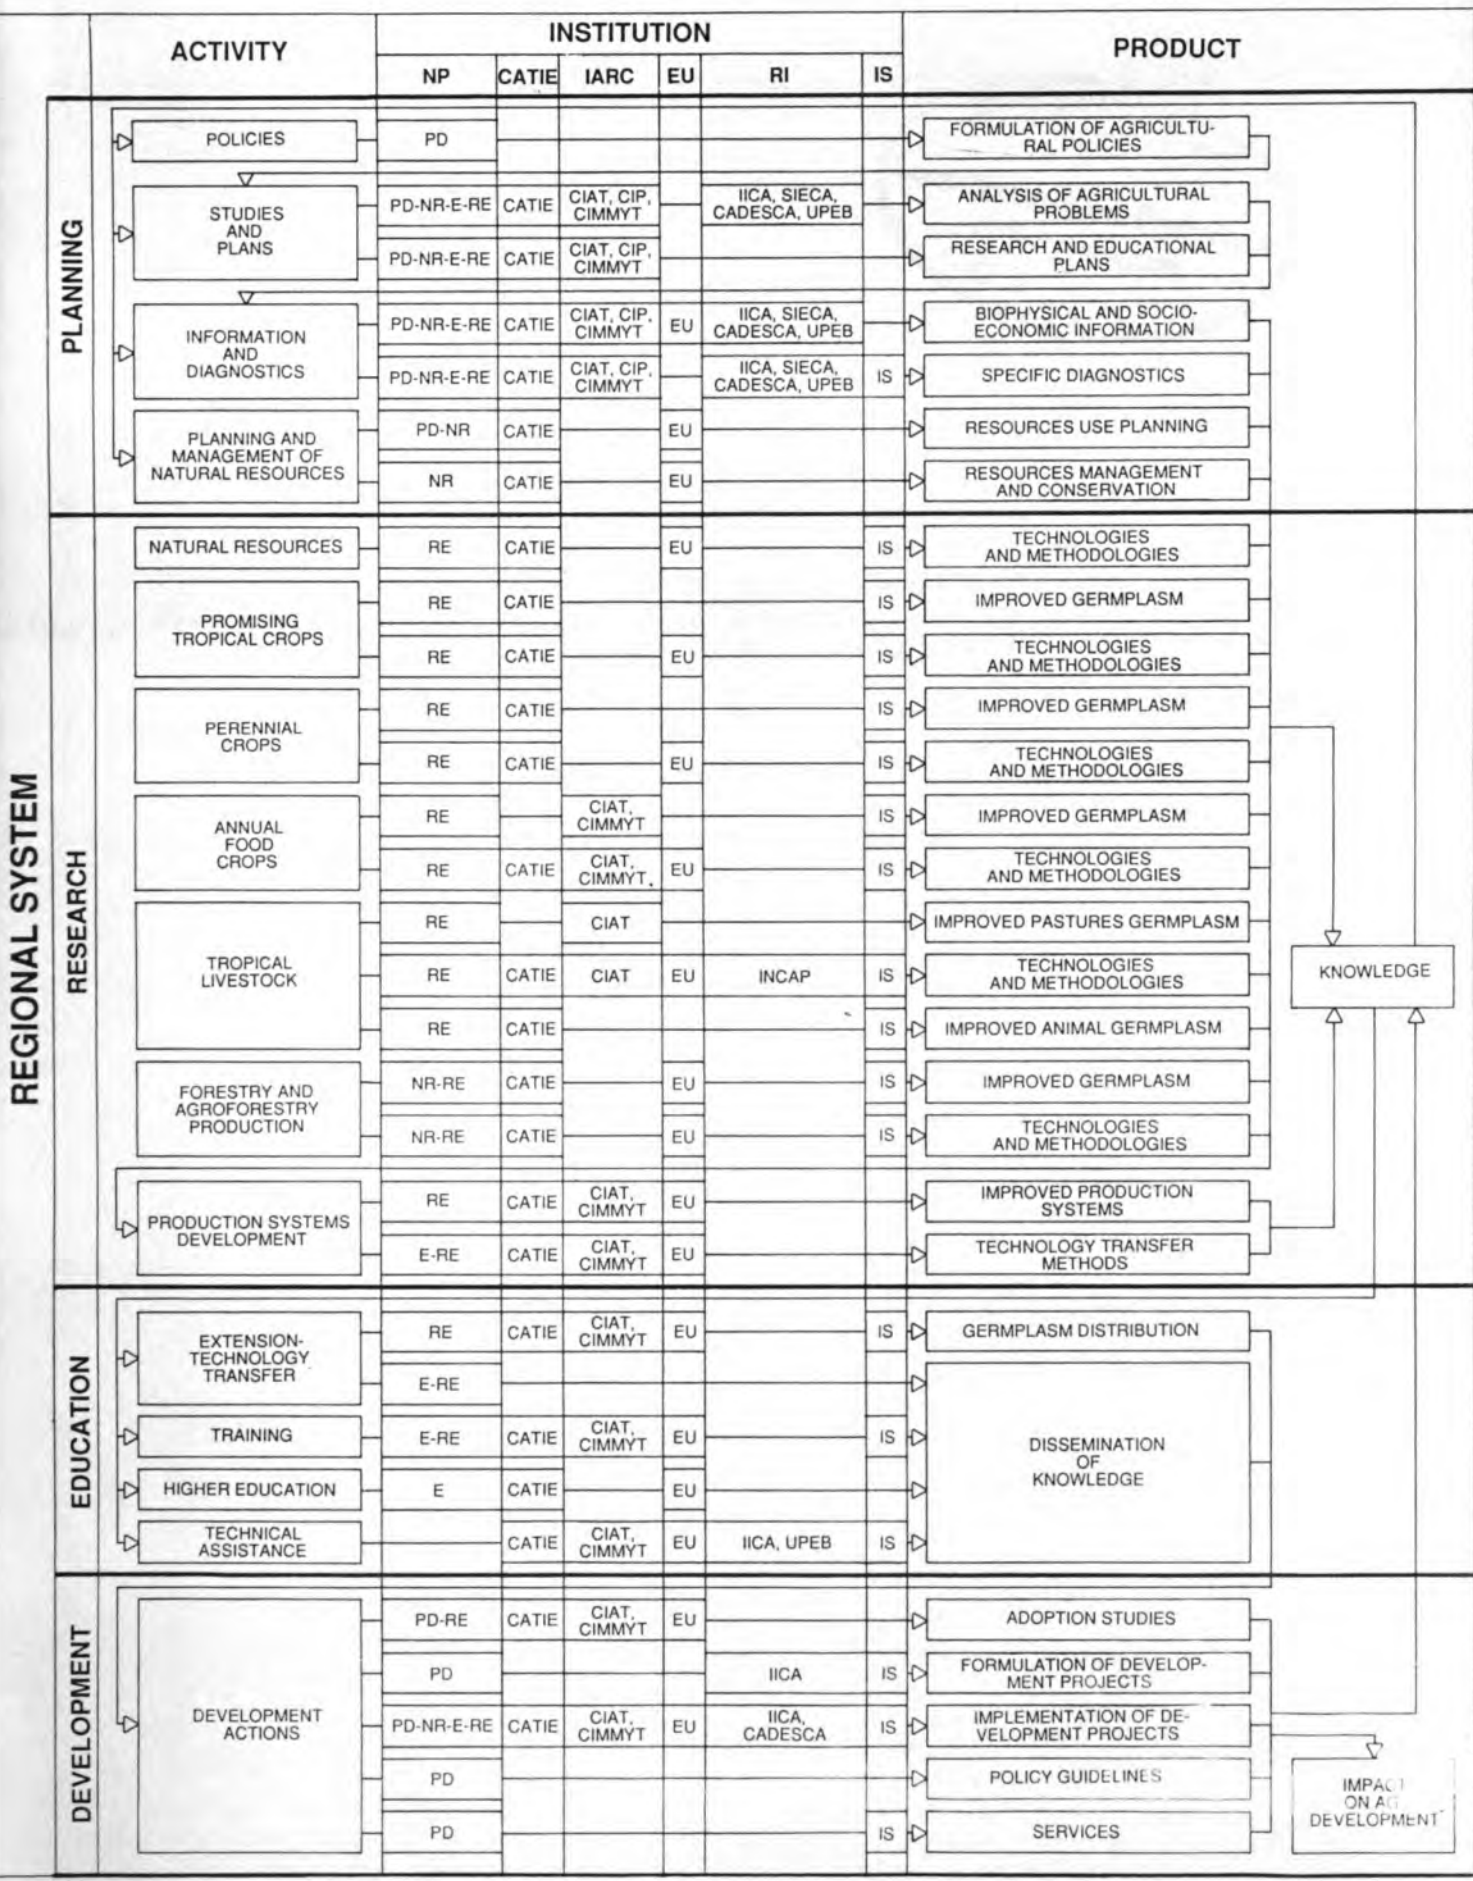 ACTIVITY
INSTITUTION
PRODUCT
NP
CATIE
IARC
EU
RI
IS
REGIONAL SYSTEM
PLANNING
POLICIES
PD
FORMULATION OF AGRICULTU-
RAL POLICIES
STUDIES
AND
PLANS
PD-NR-E-RE
CATIE
CIAT, CIP,
CIMMYT
IICA, SIECA,
CADESCA, UPEB
ANALYSIS OF AGRICULTURAL
PROBLEMS
PD-NR-E-RE
CATIE
CIAT, CIP,
CIMMYT
RESEARCH AND EDUCATIONAL
PLANS
INFORMATION
AND
DIAGNOSTICS
PD-NR-E-RE
CATIE
CIAT, CIP,
CIMMYT
EU
IICA, SIECA,
CADESCA, UPEB
BIOPHYSICAL AND SOCIO-
ECONOMIC INFORMATION
PD-NR-E-RE
CATIE
CIAT, CIP,
CIMMYT
IICA, SIECA,
CADESCA, UPEB
IS
SPECIFIC DIAGNOSTICS
PLANNING AND
MANAGEMENT OF
NATURAL RESOURCES
PD-NR
CATIE
EU
RESOURCES USE PLANNING
NR
CATIE
EU
RESOURCES MANAGEMENT
AND CONSERVATION
RESEARCH
NATURAL RESOURCES
RE
CATIE
EU
IS
TECHNOLOGIES
AND METHODOLOGIES
PROMISING
TROPICAL CROPS
RE
CATIE
IS
IMPROVED GERMPLASM
RE
CATIE
EU
IS
TECHNOLOGIES
AND METHODOLOGIES
PERENNIAL
CROPS
RE
CATIE
IS
IMPROVED GERMPLASM
RE
CATIE
EU
IS
TECHNOLOGIES
AND METHODOLOGIES
ANNUAL
FOOD
CROPS
RE
CIAT,
CIMMYT
IS
IMPROVED GERMPLASM
RE
CATIE
CIAT,
CIMMYT
EU
IS
TECHNOLOGIES
AND METHODOLOGIES
TROPICAL
LIVESTOCK
RE
CIAT
IMPROVED PASTURES GERMPLASM
RE
CATIE
CIAT
EU
INCAP
IS
TECHNOLOGIES
AND METHODOLOGIES
KNOWLEDGE
RE
CATIE
IS
IMPROVED ANIMAL GERMPLASM
FORESTRY AND
AGROFORESTRY
PRODUCTION
NR-RE
CATIE
EU
IS
IMPROVED GERMPLASM
NR-RE
CATIE
EU
IS
TECHNOLOGIES
AND METHODOLOGIES
PRODUCTION SYSTEMS
DEVELOPMENT
RE
CATIE
CIAT,
CIMMYT
EU
IMPROVED PRODUCTION
SYSTEMS
E-RE
CATIE
CIAT,
CIMMYT
EU
TECHNOLOGY TRANSFER
METHODS
EDUCATION
EXTENSION-
TECHNOLOGY
TRANSFER
RE
CATIE
CIAT,
CIMMYT
EU
IS
GERMPLASM DISTRIBUTION
E-RE
TRAINING
E-RE
CATIE
CIAT,
CIMMYT
EU
IS
DISSEMINATION
OF
KNOWLEDGE
HIGHER EDUCATION
E
CATIE
EU
TECHNICAL
ASSISTANCE
CATIE
CIAT,
CIMMYT
EU
IICA, UPEB
IS
DEVELOPMENT
DEVELOPMENT
ACTIONS
PD-RE
CATIE
CIAT,
CIMMYT
EU
ADOPTION STUDIES
PD
IICA
IS
FORMULATION OF DEVELOP-
MENT PROJECTS
PD-NR-E-RE
CATIE
CIAT,
CIMMYT
EU
IICA,
CADESCA
IS
IMPLEMENTATION OF DE-
VELOPMENT PROJECTS
PD
POLICY GUIDELINES
PD
IS
SERVICES
IMPACT
ON
DEVELOPMENT